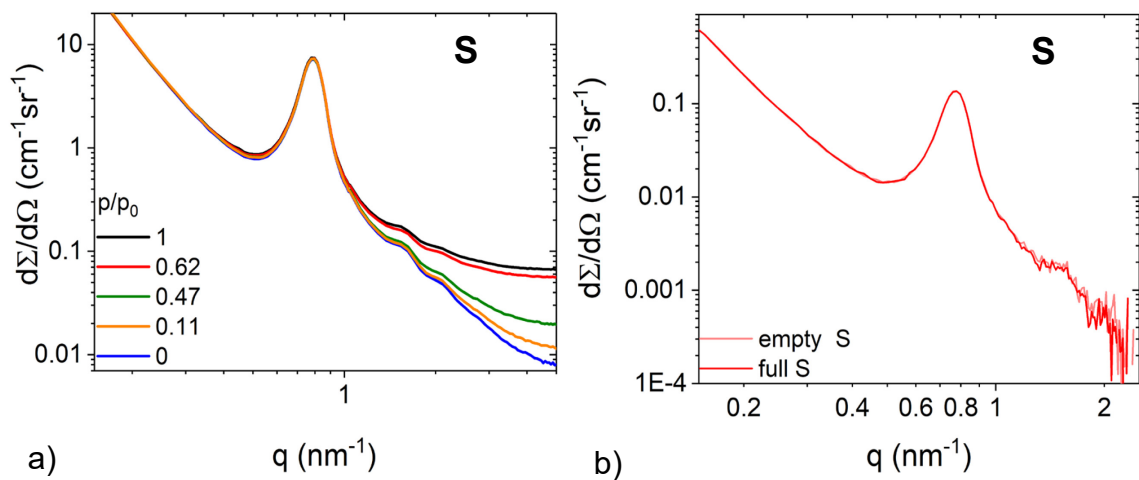 S
10
1
0.1
0.01
dΣ/dΩ (cm⁻¹sr⁻¹)
p/p₀
1
0.62
0.47
0.11
0
1
q (nm⁻¹)
a)
S
0.1
0.01
0.001
1E-4
dΣ/dΩ (cm⁻¹sr⁻¹)
empty S
full S
0.2
0.4
0.6
0.8
1
2
q (nm⁻¹)
b)